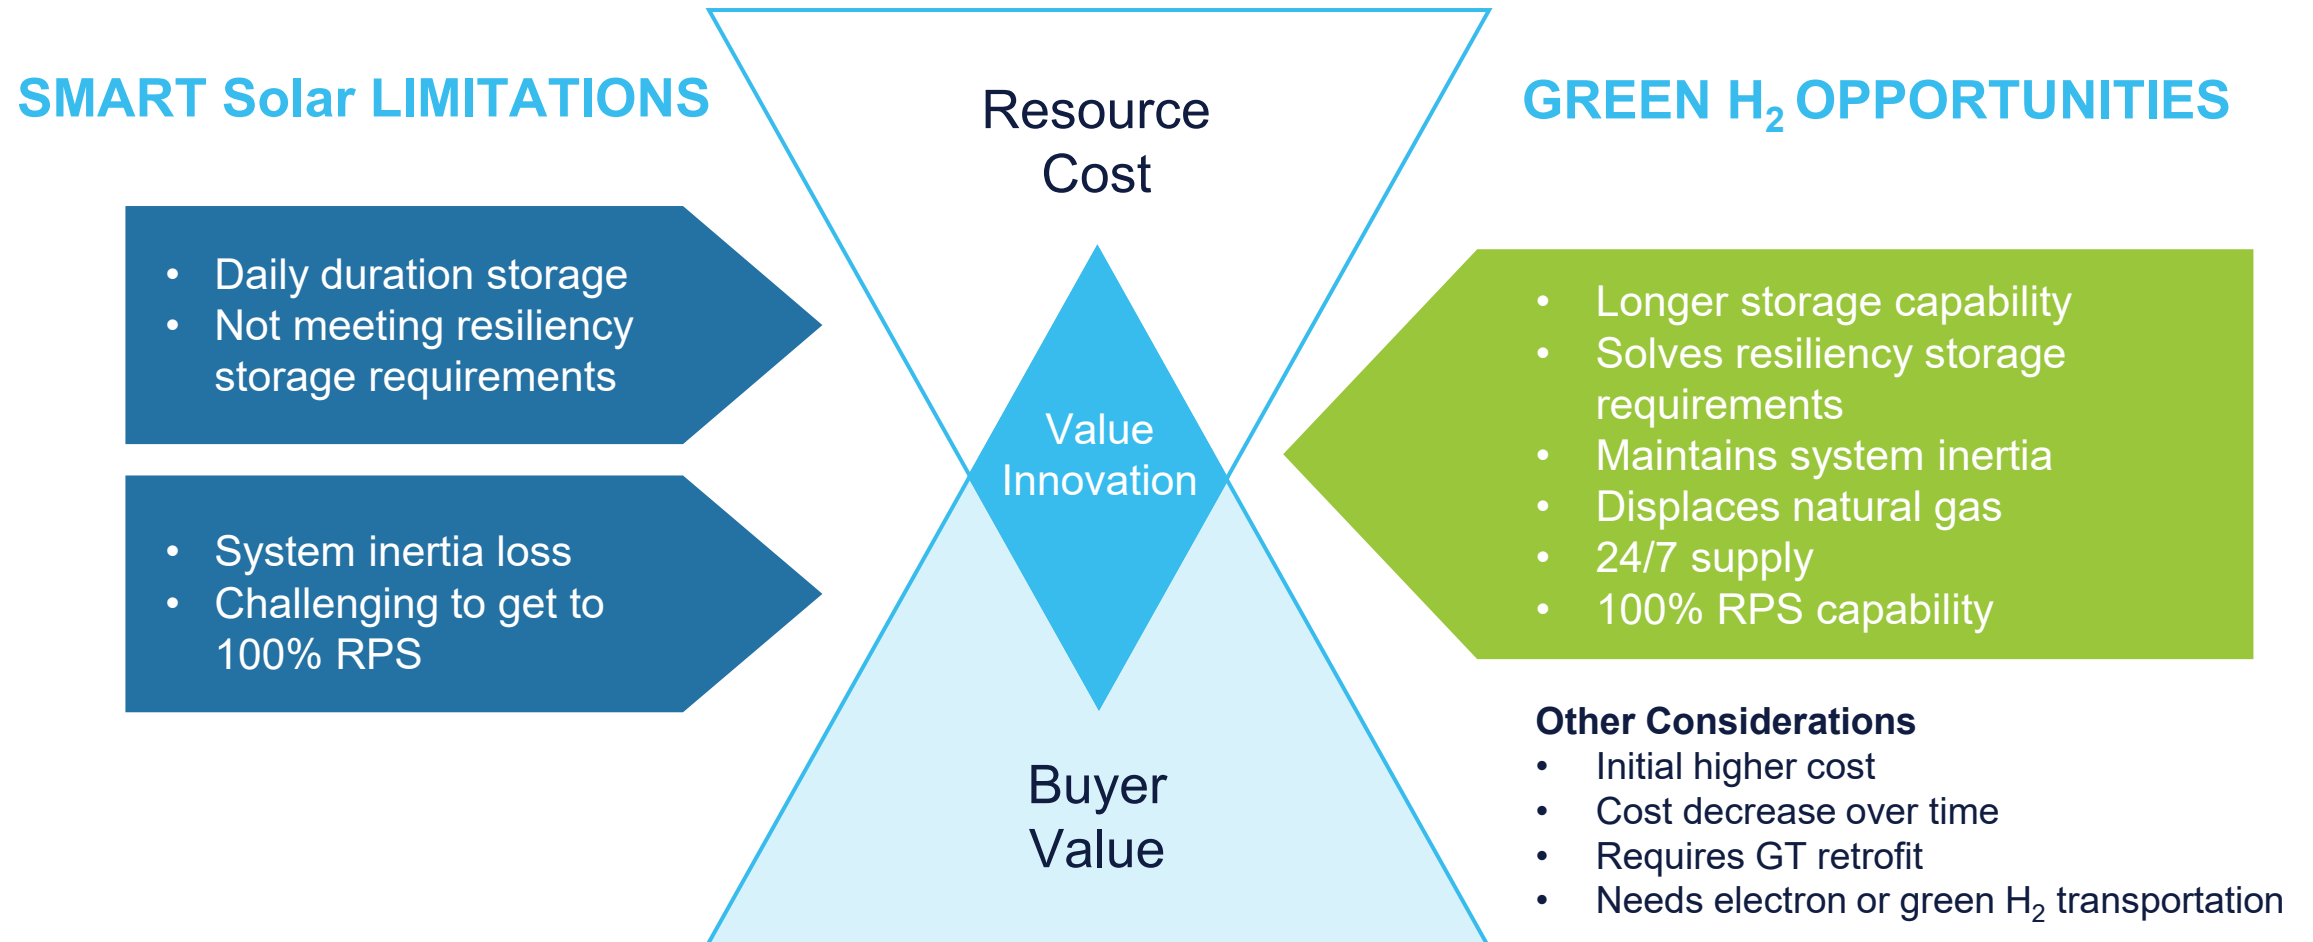 SMART Solar LIMITATIONS
• Daily duration storage
• Not meeting resiliency
storage requirements
• System inertia loss
• Challenging to get to
100% RPS
Resource
Cost
Value
Innovation
Buyer
Value
GREEN H₂ OPPORTUNITIES
• Longer storage capability
• Solves resiliency storage
requirements
• Maintains system inertia
• Displaces natural gas
• 24/7 supply
• 100% RPS capability
Other Considerations
• Initial higher cost
• Cost decrease over time
• Requires GT retrofit
• Needs electron or green H₂ transportation